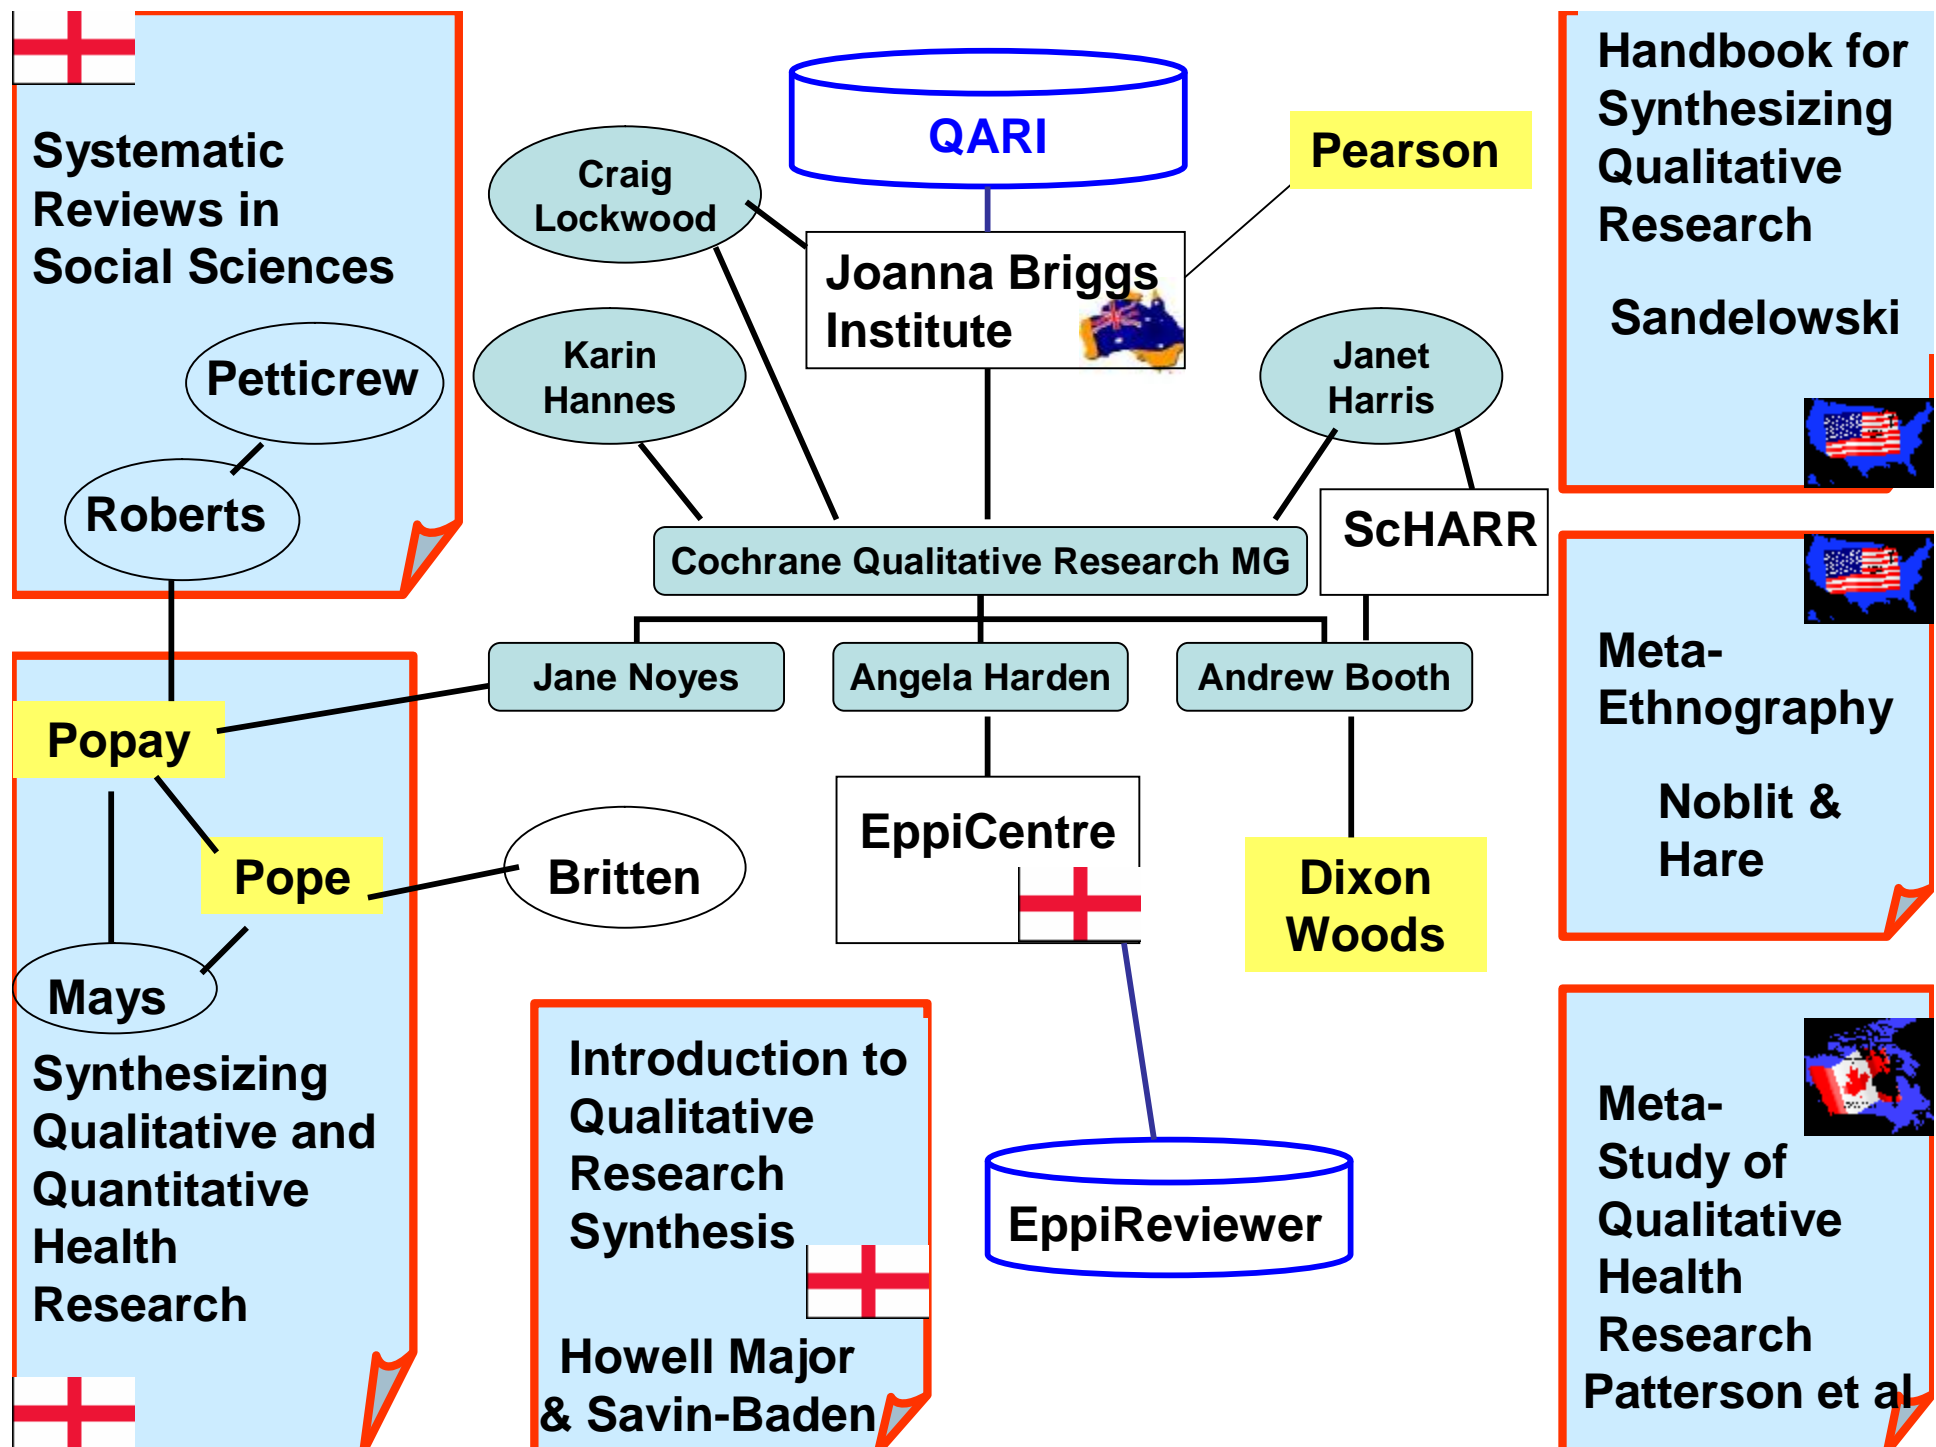 Systematic
Reviews in
Social Sciences
Petticrew
Roberts
Popay
Pope
Mays
Synthesizing
Qualitative and
Quantitative
Health
Research
Craig
Lockwood
QARI
Pearson
Joanna Briggs
Institute
Karin
Hannes
Janet
Harris
ScHARR
Cochrane Qualitative Research MG
Jane Noyes
Angela Harden
Andrew Booth
Britten
EppiCentre
Dixon
Woods
Introduction to
Qualitative
Research
Synthesis
Howell Major
& Savin-Baden
EppiReviewer
Handbook for
Synthesizing
Qualitative
Research
Sandelowski
Meta-
Ethnography
Noblit &
Hare
Meta-
Study of
Qualitative
Health
Research
Patterson et al